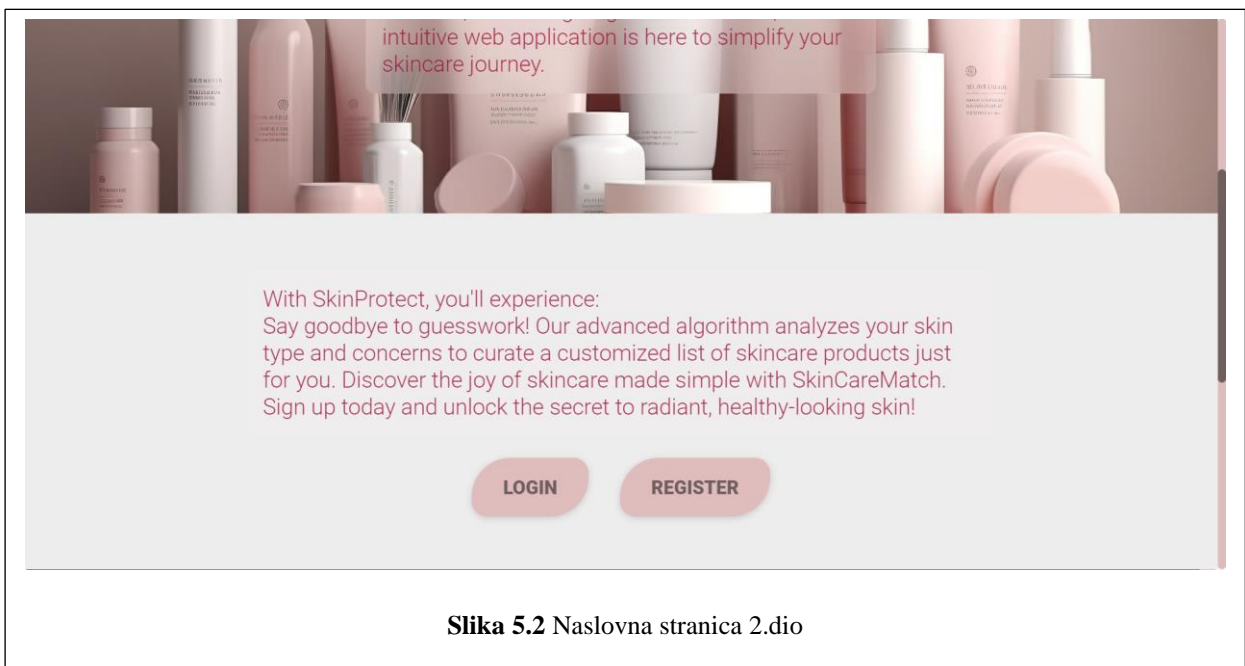 intuitive web application is here to simplify your
skincare journey.
With SkinProtect, you'll experience:
Say goodbye to guesswork! Our advanced algorithm analyzes your skin
type and concerns to curate a customized list of skincare products just
for you. Discover the joy of skincare made simple with SkinCareMatch.
Sign up today and unlock the secret to radiant, healthy-looking skin!
LOGIN REGISTER
Slika 5.2 Naslovna stranica 2.dio